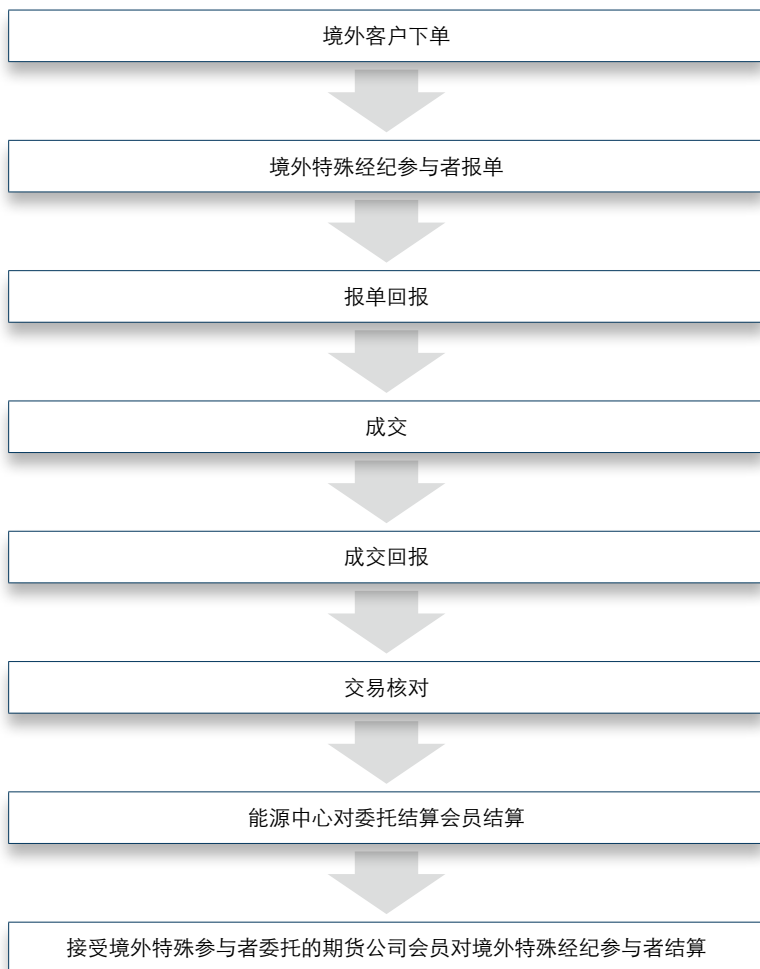 境外客户下单
境外特殊经纪参与者报单
报单回报
成交
成交回报
交易核对
能源中心对委托结算会员结算
接受境外特殊参与者委托的期货公司会员对境外特殊经纪参与者结算